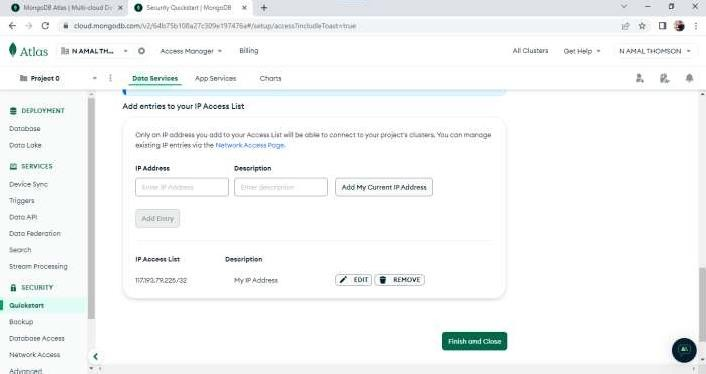 MongoDB Atlas | Multi-cloud Da
Security Quickstart | MongoDB
cloud.mongodb.com/v2/64b75b108a27c309e197476a#/setup/access?includeToast=true
Atlas
N AMAL TH...
Access Manager
Billing
All Clusters
Get Help
N AMAL THOMSON
Project 0
Data Services
App Services
Charts
Add entries to your IP Access List
DEPLOYMENT
Database
Data Lake
SERVICES
Device Sync
Triggers
Data API
Data Federation
Search
Stream Processing
SECURITY
Quickstart
Backup
Database Access
Network Access
Advanced
Only an IP address you add to your Access List will be able to connect to your project's clusters. You can manage
existing IP entries via the Network Access Page.
IP Address
Description
Enter IP Address
Enter description
Add My Current IP Address
Add Entry
IP Access List
Description
117.193.79.226/32
My IP Address
EDIT
REMOVE
Finish and Close